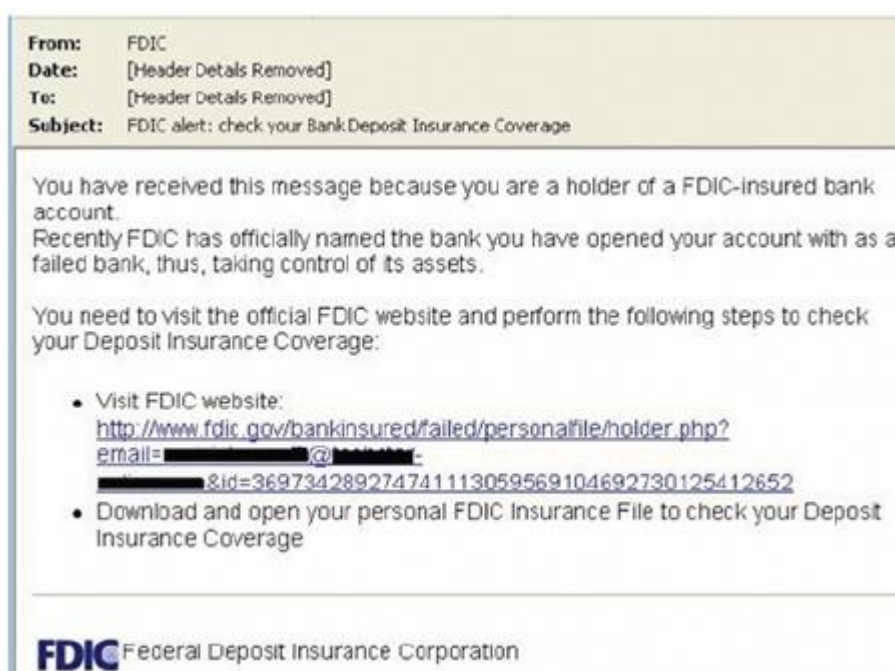 From: FDIC
Date: [Header Details Removed]
To: [Header Details Removed]
Subject: FDIC alert: check your Bank Deposit Insurance Coverage
You have received this message because you are a holder of a FDIC-insured bank
account.
Recently FDIC has officially named the bank you have opened your account with as a
failed bank, thus, taking control of its assets.
You need to visit the official FDIC website and perform the following steps to check
your Deposit Insurance Coverage:
• Visit FDIC website:
http://www.fdic.gov/bankinsured/failed/personalfile/holder.php?
email= @ -
&id=36973428927474111305956910469273012541​2652
• Download and open your personal FDIC Insurance File to check your Deposit
Insurance Coverage
FDIC Federal Deposit Insurance Corporation